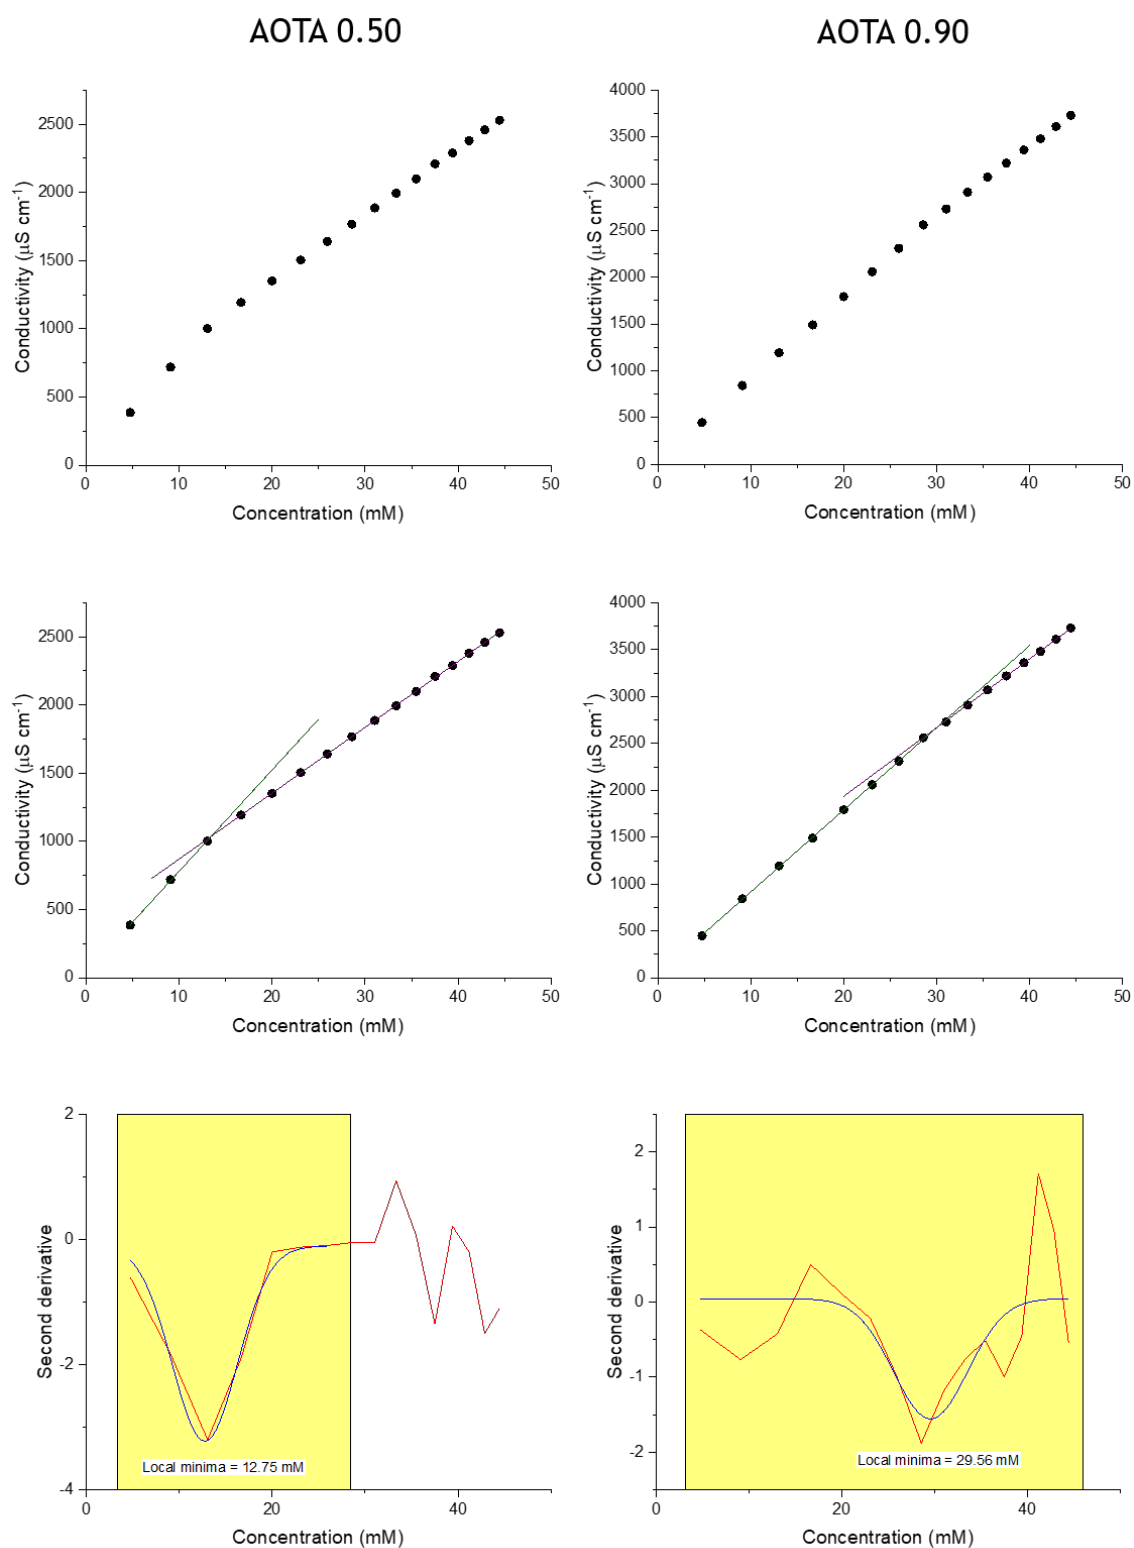 AOTA 0.50
AOTA 0.90
2500
2000
1500
1000
500
0
Conductivity (μS cm⁻¹)
0 10 20 30 40 50
Concentration (mM)
4000
3500
3000
2500
2000
1500
1000
500
0
Conductivity (μS cm⁻¹)
0 10 20 30 40 50
Concentration (mM)
2500
2000
1500
1000
500
0
Conductivity (μS cm⁻¹)
0 10 20 30 40 50
Concentration (mM)
4000
3500
3000
2500
2000
1500
1000
500
0
Conductivity (μS cm⁻¹)
0 10 20 30 40 50
Concentration (mM)
2
0
-2
-4
Second derivative
Local minima = 12.75 mM
0 20 40
Concentration (mM)
2
1
0
-1
-2
Second derivative
Local minima = 29.56 mM
0 20 40
Concentration (mM)